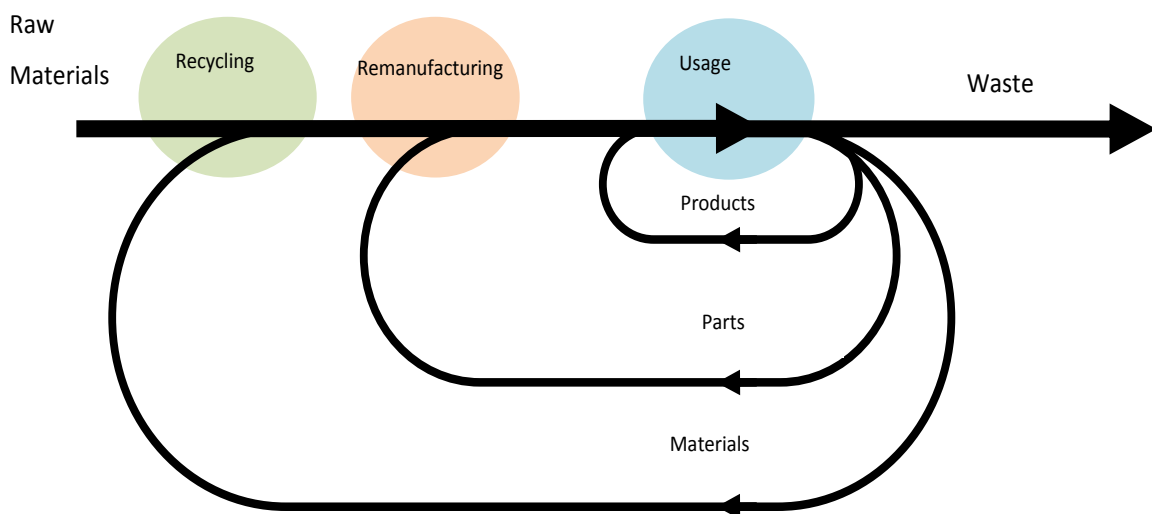 Raw
Materials
Recycling
Remanufacturing
Usage
Waste
Products
Parts
Materials